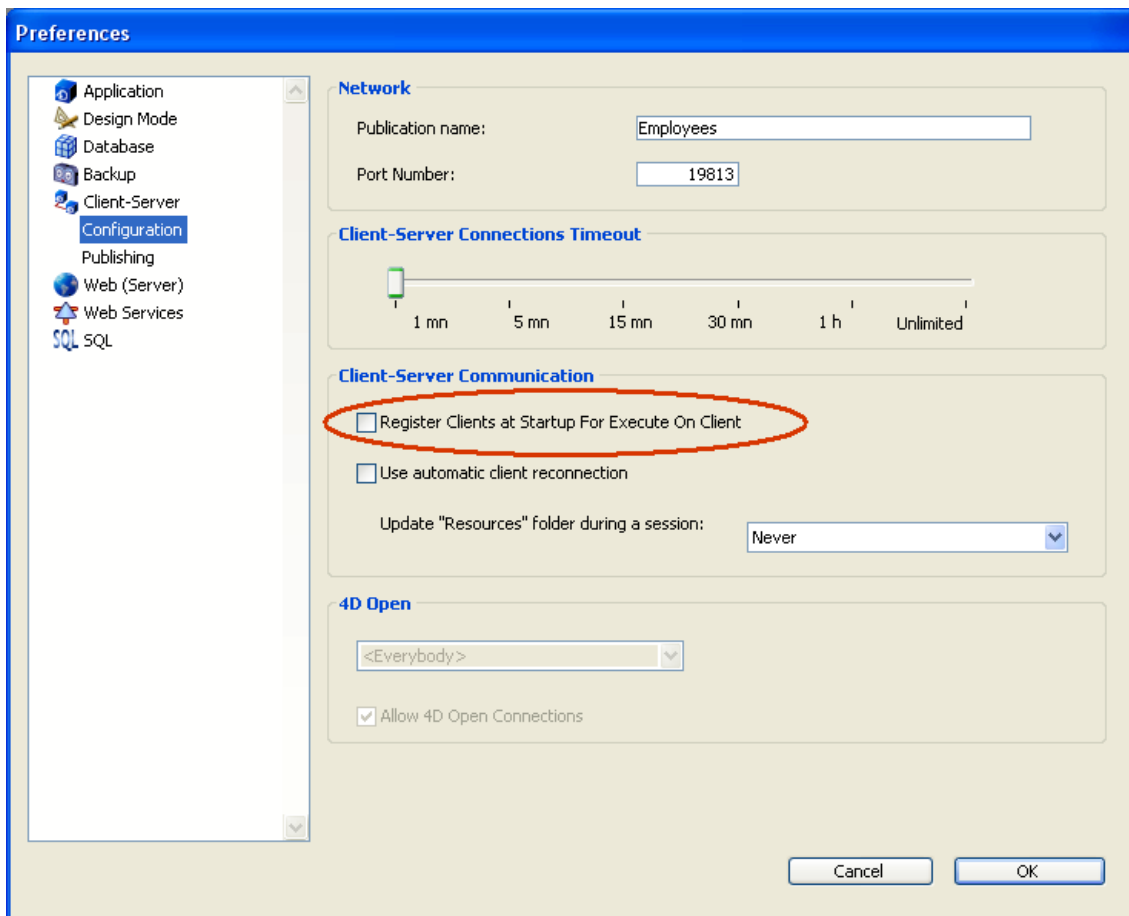 Preferences
Application
Design Mode
Database
Backup
Client-Server
Configuration
Publishing
Web (Server)
Web Services
SQL SQL
Network
Publication name: Employees
Port Number: 19813
Client-Server Connections Timeout
1 mn 5 mn 15 mn 30 mn 1 h Unlimited
Client-Server Communication
Register Clients at Startup For Execute On Client
Use automatic client reconnection
Update "Resources" folder during a session: Never
4D Open
<Everybody>
Allow 4D Open Connections
Cancel OK